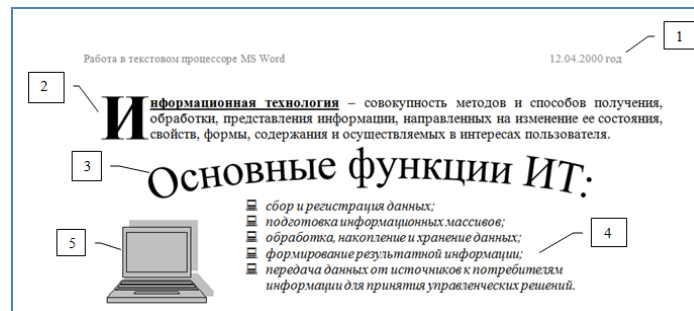 1
Работа в текстовом процессоре MS Word 12.04.2000 год
2
Информационная технология – совокупность методов и способов получения,
обработки, представления информации, направленных на изменение ее состояния,
свойств, формы, содержания и осуществляемых в интересах пользователя.
3
Основные функции ИТ:
сбор и регистрация данных;
подготовка информационных массивов;
обработка, накопление и хранение данных;
4
5
формирование результатной информации;
передача данных от источников к потребителям
информации для принятия управленческих решений.